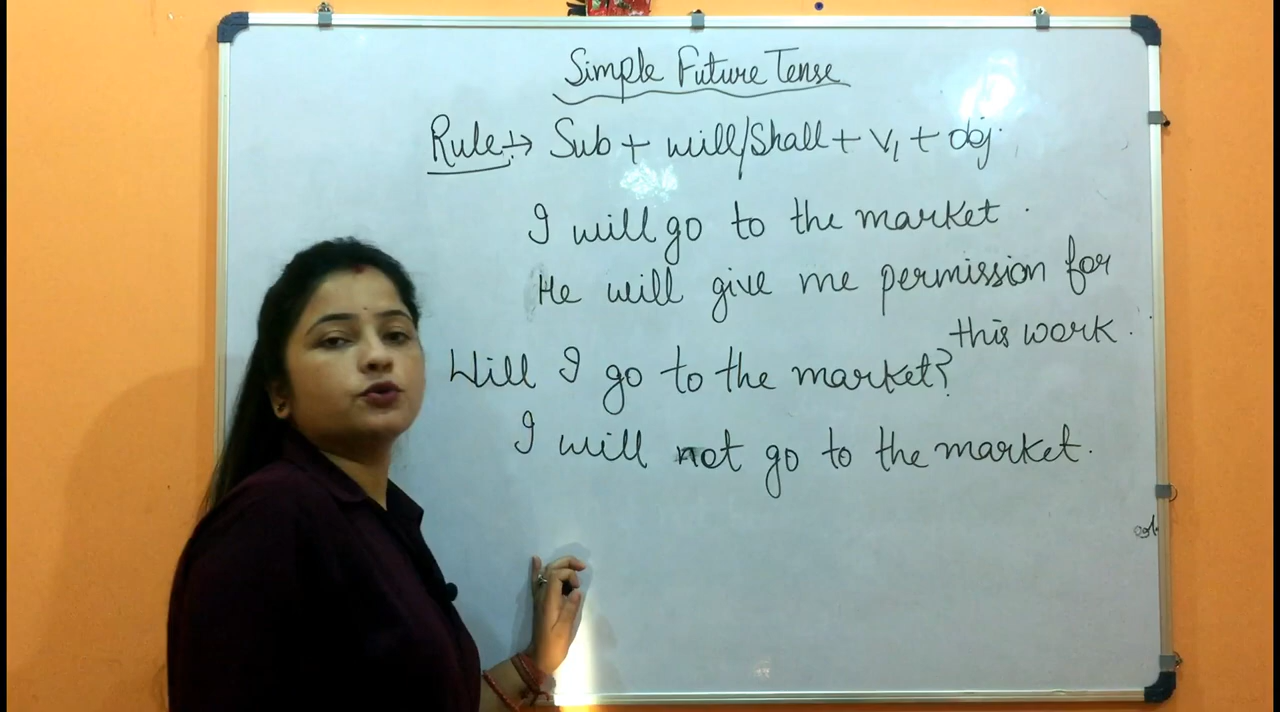 Simple Future Tense
Rule :→ Sub + will/Shall + V1 + obj.
I will go to the market.
He will give me permission for
this work.
Will I go to the market?
I will not go to the market.